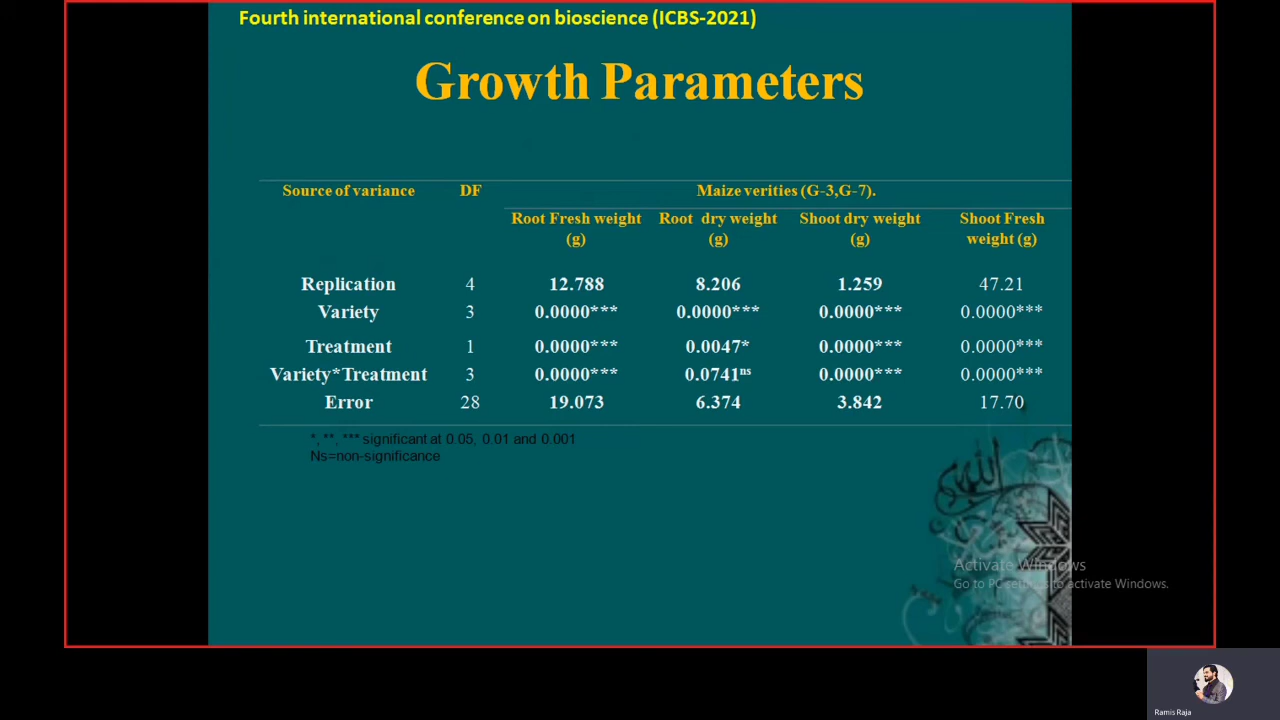 Fourth international conference on bioscience (ICBS-2021)
Growth Parameters
Source of variance DF Maize verities (G-3,G-7).
Root Fresh weight (g) Root dry weight (g) Shoot dry weight (g) Shoot Fresh weight (g)
Replication 4 12.788 8.206 1.259 47.21
Variety 3 0.0000*** 0.0000*** 0.0000*** 0.0000***
Treatment 1 0.0000*** 0.0047* 0.0000*** 0.0000***
Variety*Treatment 3 0.0000*** 0.0741ns 0.0000*** 0.0000***
Error 28 19.073 6.374 3.842 17.70
*, **, *** significant at 0.05, 0.01 and 0.001
Ns=non-significance
Activate Windows
Go to PC settings to activate Windows.
Ramis Raja